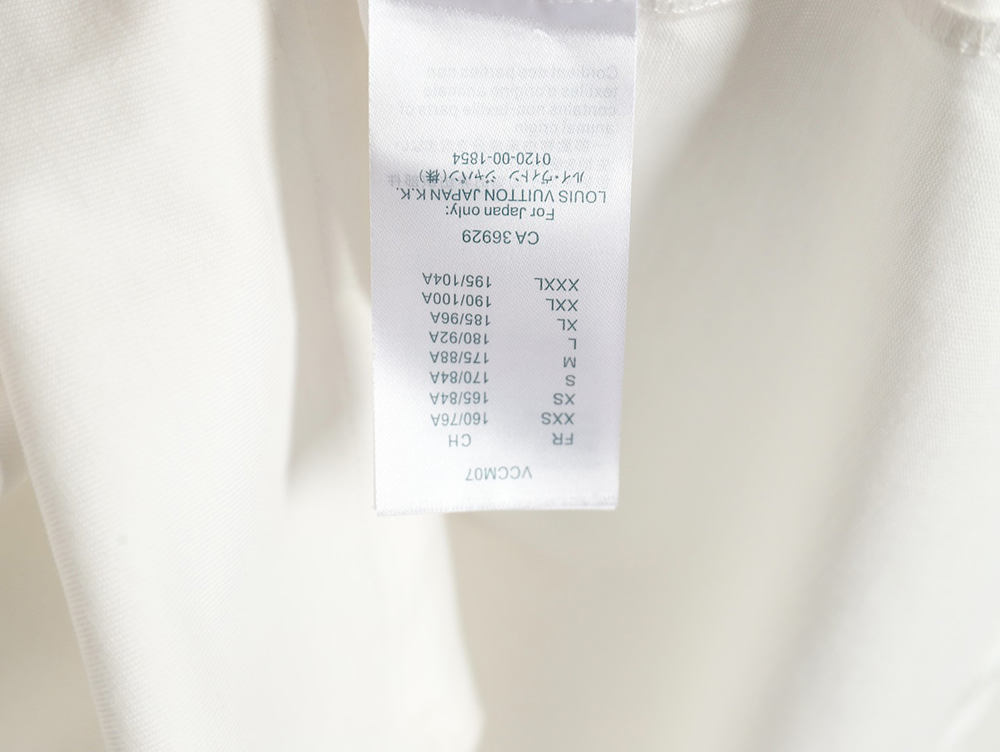 VCCM07
FR CH
XXS 160/76A
XS 165/84A
S 170/84A
M 175/88A
L 180/92A
XL 185/96A
XXL 190/100A
XXXL 195/104A
CA 36929
For Japan only:
LOUIS VUITTON JAPAN K.K.
ルイ・ヴィトン ジャパン(株)
0120-00-1854